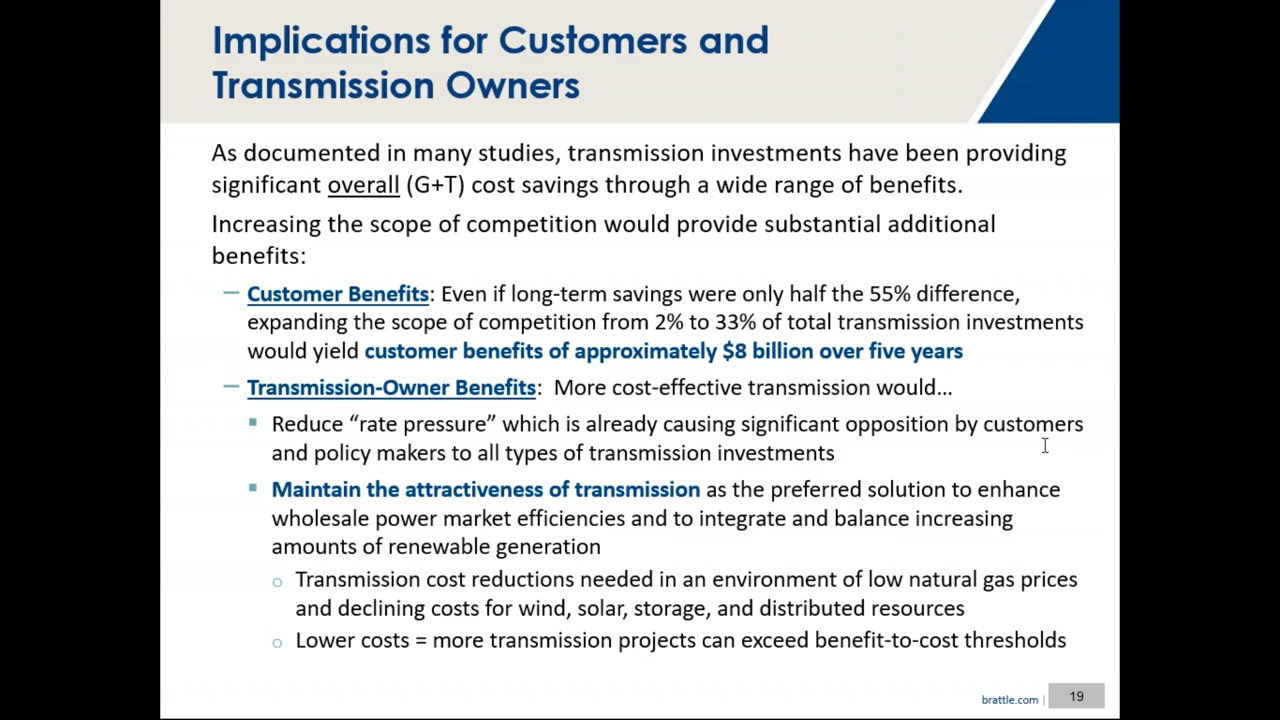 Implications for Customers and
Transmission Owners
As documented in many studies, transmission investments have been providing
significant overall (G+T) cost savings through a wide range of benefits.
Increasing the scope of competition would provide substantial additional
benefits:
– Customer Benefits: Even if long-term savings were only half the 55% difference,
expanding the scope of competition from 2% to 33% of total transmission investments
would yield customer benefits of approximately $8 billion over five years
– Transmission-Owner Benefits: More cost-effective transmission would…
▪ Reduce “rate pressure” which is already causing significant opposition by customers
and policy makers to all types of transmission investments
▪ Maintain the attractiveness of transmission as the preferred solution to enhance
wholesale power market efficiencies and to integrate and balance increasing
amounts of renewable generation
o Transmission cost reductions needed in an environment of low natural gas prices
and declining costs for wind, solar, storage, and distributed resources
o Lower costs = more transmission projects can exceed benefit-to-cost thresholds
brattle.com | 19